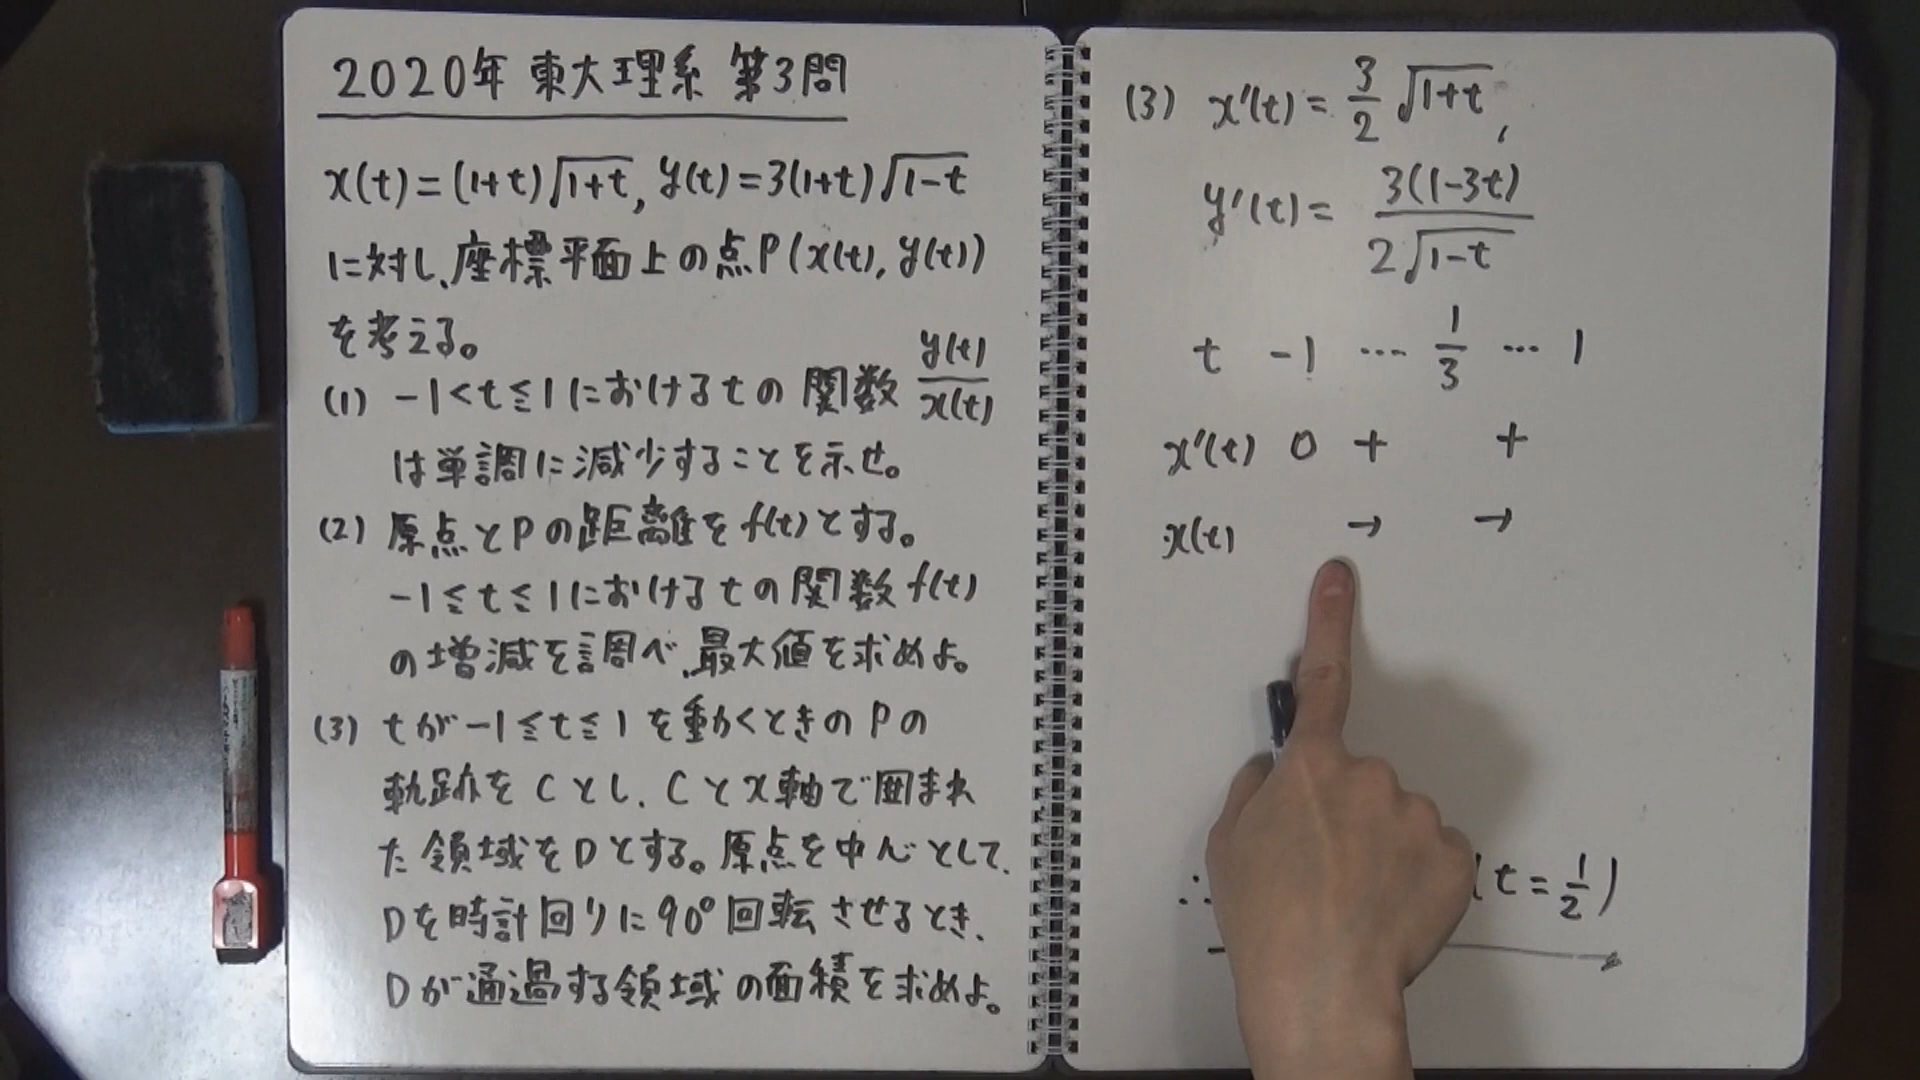 2020年 東大理系 第3問
x(t)=(1+t)√1+t, y(t)=3(1+t)√1-t
に対し、座標平面上の点P(x(t), y(t))
を考える。
(1) -1<t≦1におけるtの関数 y(t)/x(t)
は単調に減少することを示せ。
(2) 原点とPの距離をf(t)とする。
-1≦t≦1におけるtの関数f(t)
の増減を調べ、最大値を求めよ。
(3) tが-1≦t≦1を動くときのPの
軌跡をCとし、Cとx軸で囲まれ
た領域をDとする。原点を中心として、
Dを時計回りに90°回転させるとき、
Dが通過する領域の面積を求めよ。
(3) x'(t)= 3/2 √1+t,
y'(t)= 3(1-3t)/2√1-t
t -1 … 1/3 … 1
x'(t) 0 + +
x(t) → →
∴ (t=1/2)